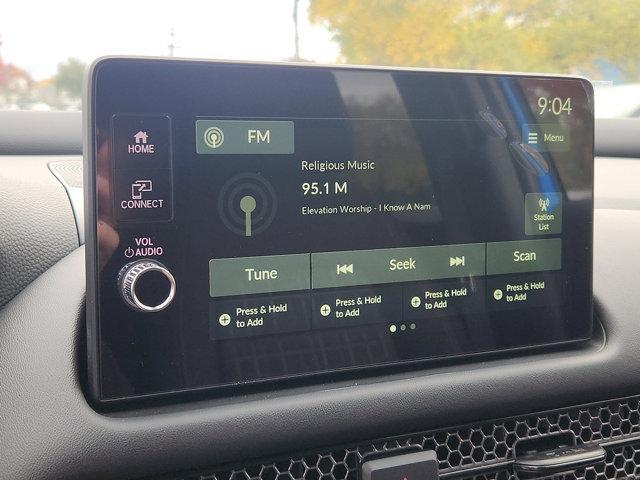 9:04
HOME
FM
Menu
Religious Music
95.1 M
CONNECT
Elevation Worship - I Know A Nam
Station
List
VOL
AUDIO
Tune
Seek
Scan
Press & Hold
to Add
Press & Hold
to Add
Press & Hold
to Add
Press & Hold
to Add